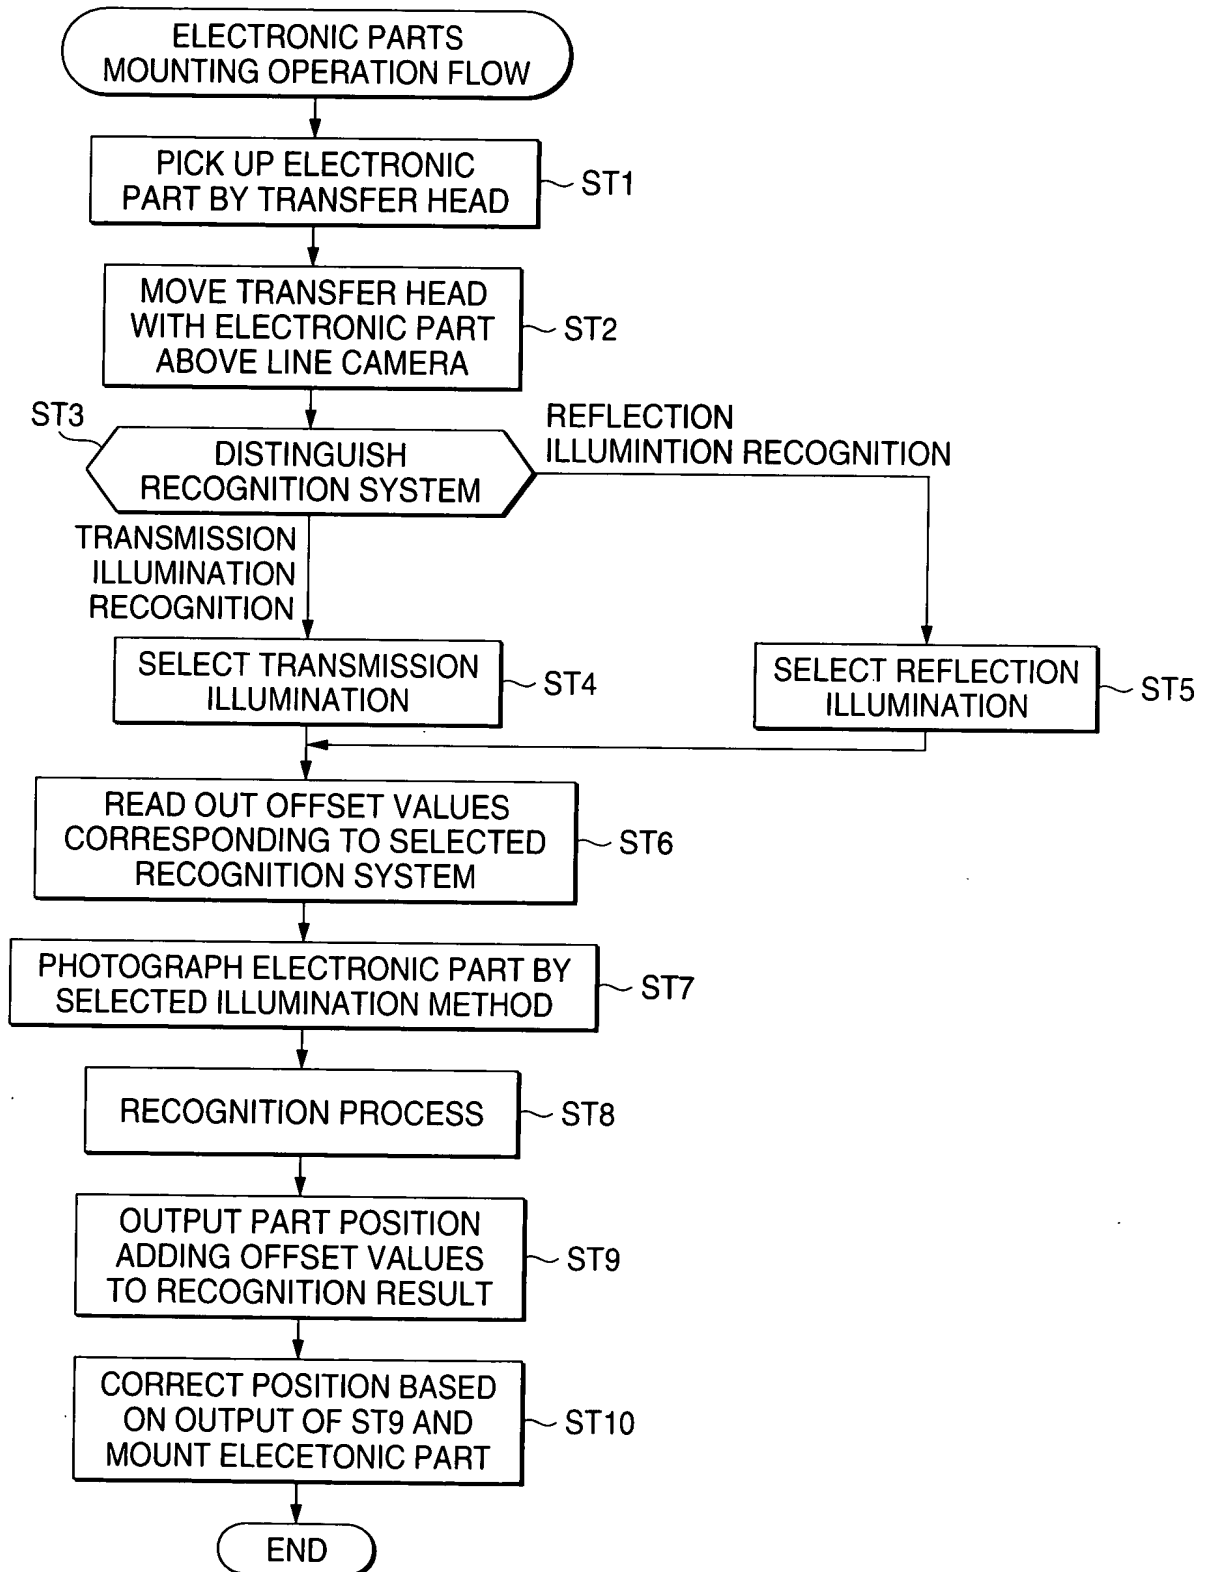 ELECTRONIC PARTS
MOUNTING OPERATION FLOW
PICK UP ELECTRONIC
PART BY TRANSFER HEAD
ST1
MOVE TRANSFER HEAD
WITH ELECTRONIC PART
ABOVE LINE CAMERA
ST2
ST3
DISTINGUISH
RECOGNITION SYSTEM
REFLECTION
ILLUMINTION RECOGNITION
TRANSMISSION
ILLUMINATION
RECOGNITION
SELECT TRANSMISSION
ILLUMINATION
ST4
SELECT REFLECTION
ILLUMINATION
ST5
READ OUT OFFSET VALUES
CORRESPONDING TO SELECTED
RECOGNITION SYSTEM
ST6
PHOTOGRAPH ELECTRONIC PART BY
SELECTED ILLUMINATION METHOD
ST7
RECOGNITION PROCESS
ST8
OUTPUT PART POSITION
ADDING OFFSET VALUES
TO RECOGNITION RESULT
ST9
CORRECT POSITION BASED
ON OUTPUT OF ST9 AND
MOUNT ELECETONIC PART
ST10
END